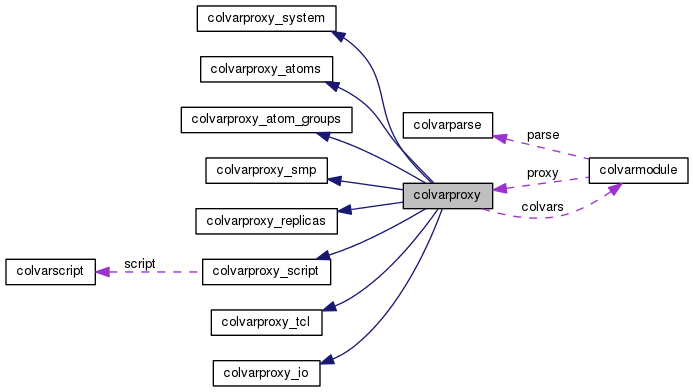 colvarproxy_system
colvarproxy_atoms
colvarproxy_atom_groups
colvarparse
parse
colvarproxy_smp
proxy
colvarmodule
colvarproxy
colvars
colvarproxy_replicas
colvarscript
script
colvarproxy_script
colvarproxy_tcl
colvarproxy_io